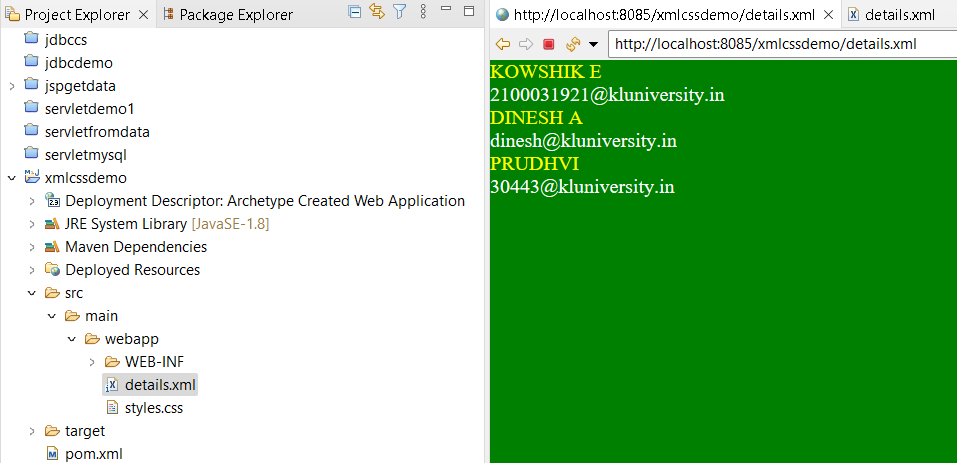 Project Explorer
Package Explorer
jdbccs
jdbcdemo
jspgetdata
servletdemo1
servletfromdata
servletmysql
xmlcssdemo
Deployment Descriptor: Archetype Created Web Application
JRE System Library [JavaSE-1.8]
Maven Dependencies
Deployed Resources
src
main
webapp
WEB-INF
details.xml
styles.css
target
pom.xml
http://localhost:8085/xmlcssdemo/details.xml
details.xml
http://localhost:8085/xmlcssdemo/details.xml
KOWSHIK E
2100031921@kluniversity.in
DINESH A
dinesh@kluniversity.in
PRUDHVI
30443@kluniversity.in